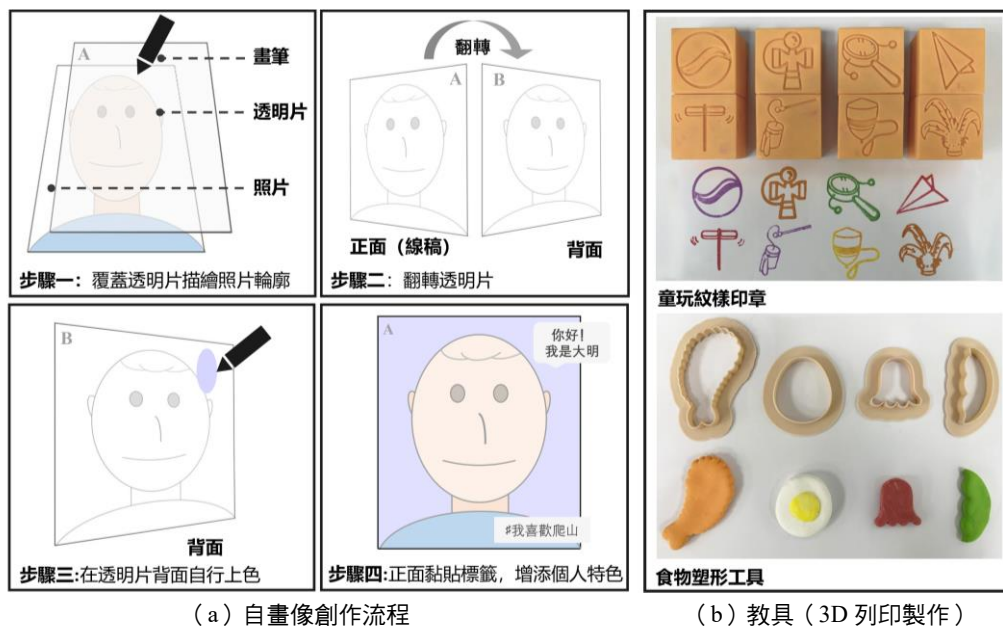 A
畫筆
透明片
照片
步驟一：覆蓋透明片描繪照片輪廓
翻轉
A
B
正面（線稿）
背面
步驟二：翻轉透明片
B
背面
步驟三:在透明片背面自行上色
A
你好!
我是大明
#我喜歡爬山
步驟四:正面黏貼標籤，增添個人特色
（a）自畫像創作流程
童玩紋樣印章
食物塑形工具
（b）教具（3D 列印製作）